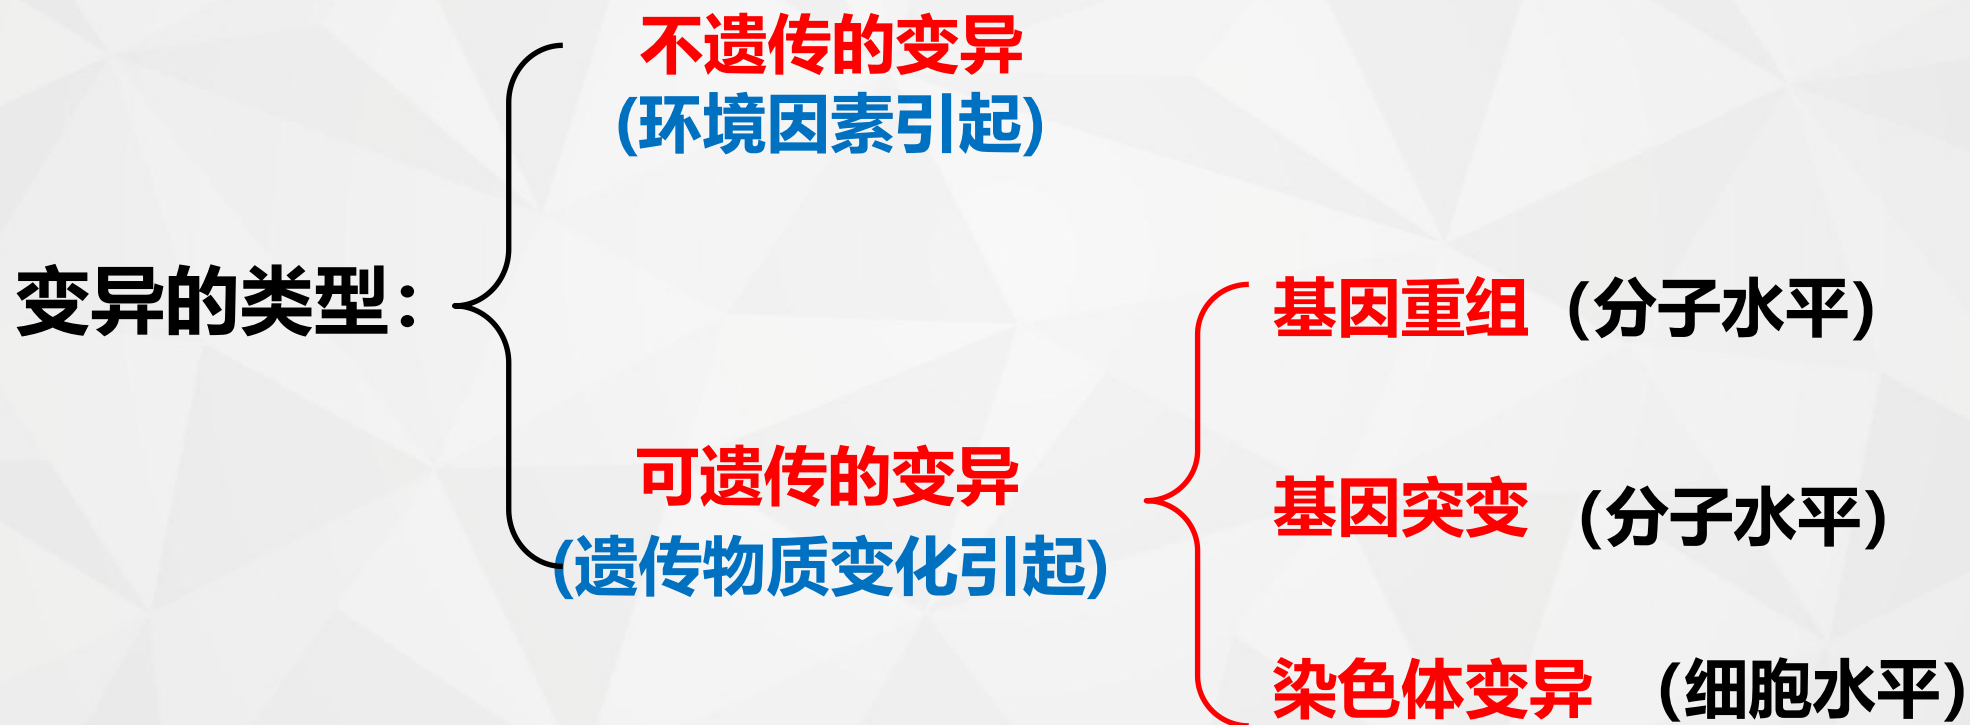 不遗传的变异
(环境因素引起)
变异的类型：
基因重组（分子水平）
可遗传的变异
(遗传物质变化引起)
基因突变（分子水平）
染色体变异（细胞水平）